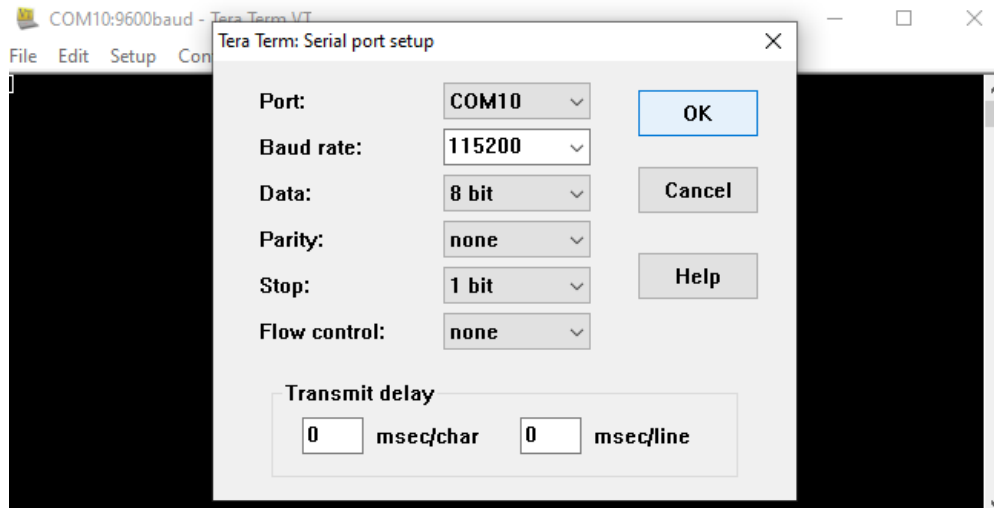 COM10:9600baud - Tera Term VT
Tera Term: Serial port setup
File Edit Setup Con
Port: COM10
OK
Baud rate: 115200
Data: 8 bit
Cancel
Parity: none
Stop: 1 bit
Help
Flow control: none
Transmit delay
0 msec/char 0 msec/line